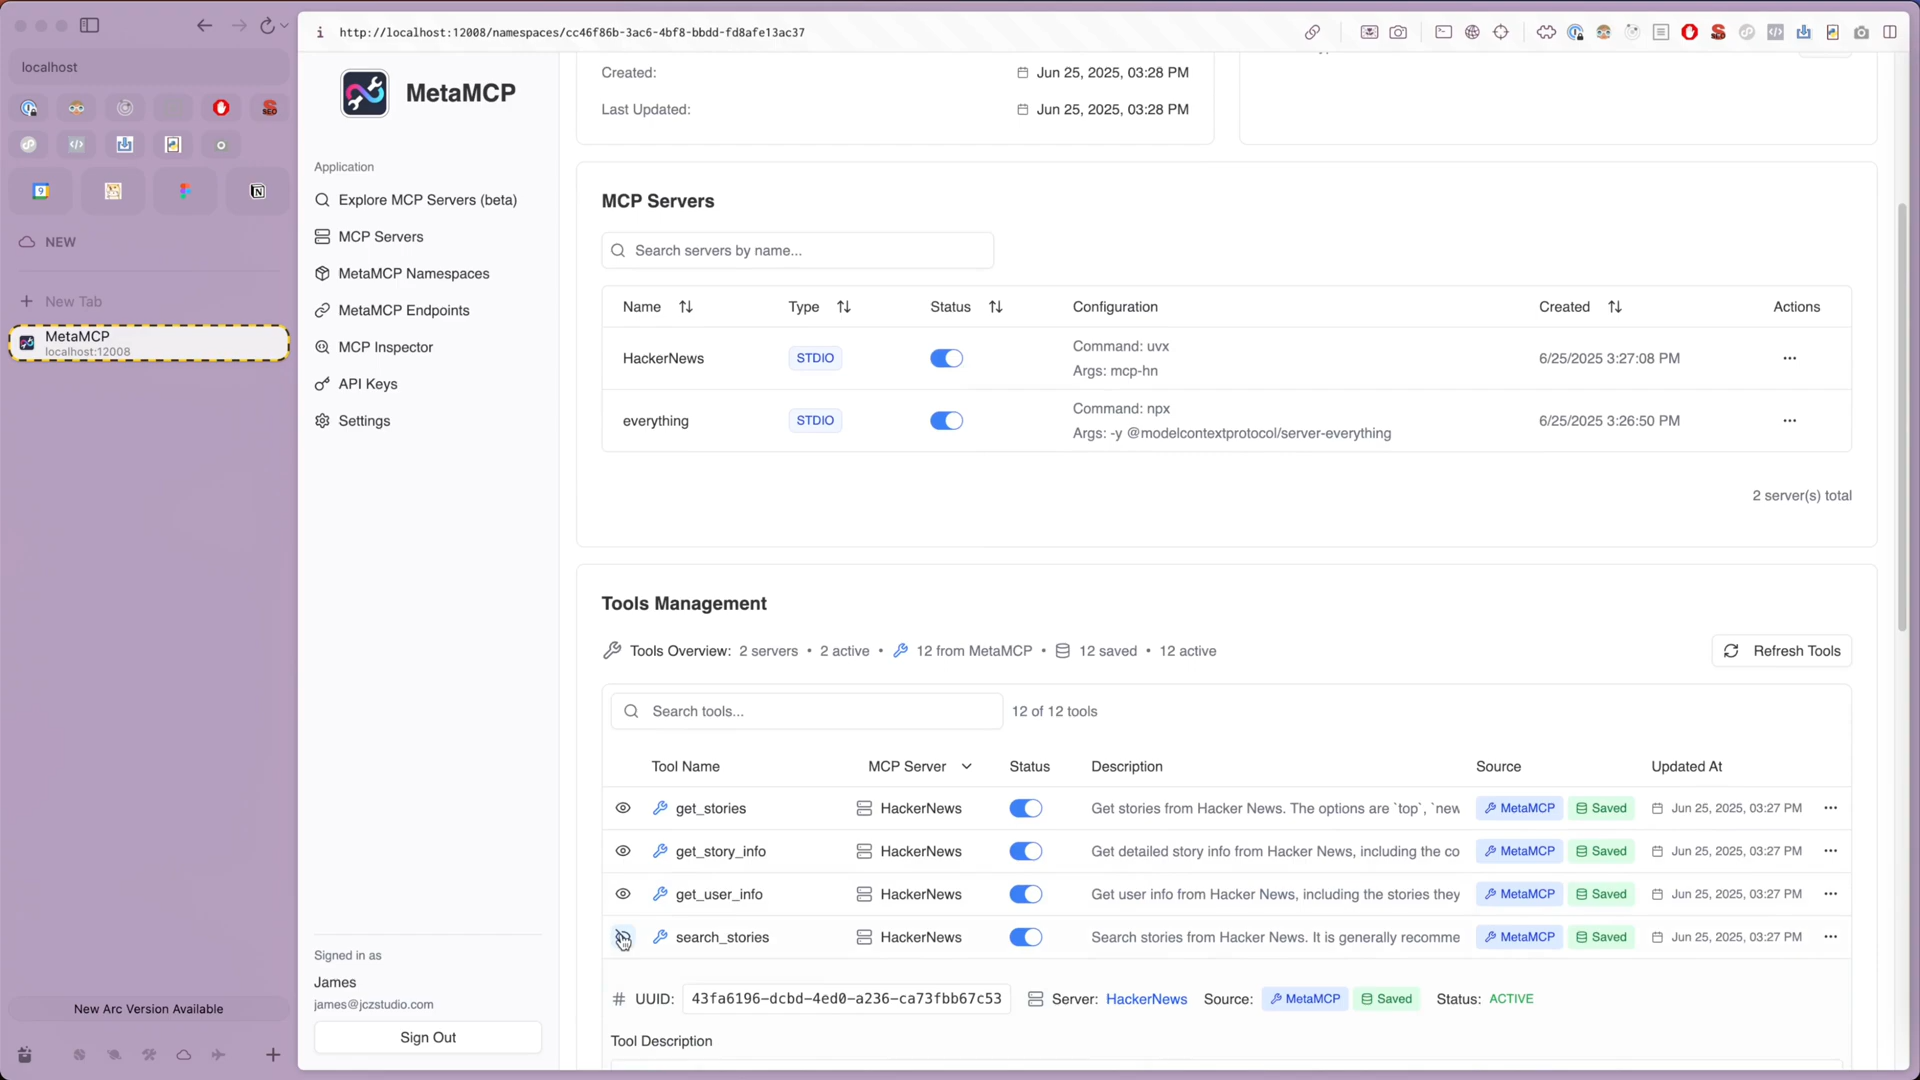 http://localhost:12008/namespaces/cc46f86b-3ac6-4bf8-bbdd-fd8afe13ac37
localhost
NEW
New Tab
MetaMCP
localhost:12008
New Arc Version Available
MetaMCP
Application
Explore MCP Servers (beta)
MCP Servers
MetaMCP Namespaces
MetaMCP Endpoints
MCP Inspector
API Keys
Settings
Signed in as
James
james@jczstudio.com
Sign Out
Created: Jun 25, 2025, 03:28 PM
Last Updated: Jun 25, 2025, 03:28 PM
MCP Servers
Search servers by name...
Name Type Status Configuration Created Actions
HackerNews STDIO Command: uvx 6/25/2025 3:27:08 PM
Args: mcp-hn
everything STDIO Command: npx 6/25/2025 3:26:50 PM
Args: -y @modelcontextprotocol/server-everything
2 server(s) total
Tools Management
Tools Overview: 2 servers • 2 active • 12 from MetaMCP • 12 saved • 12 active
Refresh Tools
Search tools...
12 of 12 tools
Tool Name MCP Server Status Description Source Updated At
get_stories HackerNews Get stories from Hacker News. The options are `top`, `new MetaMCP Saved Jun 25, 2025, 03:27 PM
get_story_info HackerNews Get detailed story info from Hacker News, including the co MetaMCP Saved Jun 25, 2025, 03:27 PM
get_user_info HackerNews Get user info from Hacker News, including the stories they MetaMCP Saved Jun 25, 2025, 03:27 PM
search_stories HackerNews Search stories from Hacker News. It is generally recomme MetaMCP Saved Jun 25, 2025, 03:27 PM
# UUID: 43fa6196-dcbd-4ed0-a236-ca73fbb67c53 Server: HackerNews Source: MetaMCP Saved Status: ACTIVE
Tool Description